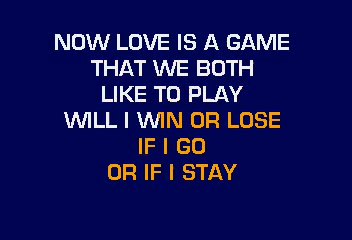 NOW LOVE IS A GAME
THAT WE BOTH
LIKE TO PLAY
WILL I WIN OR LOSE
IF I GO
OR IF I STAY